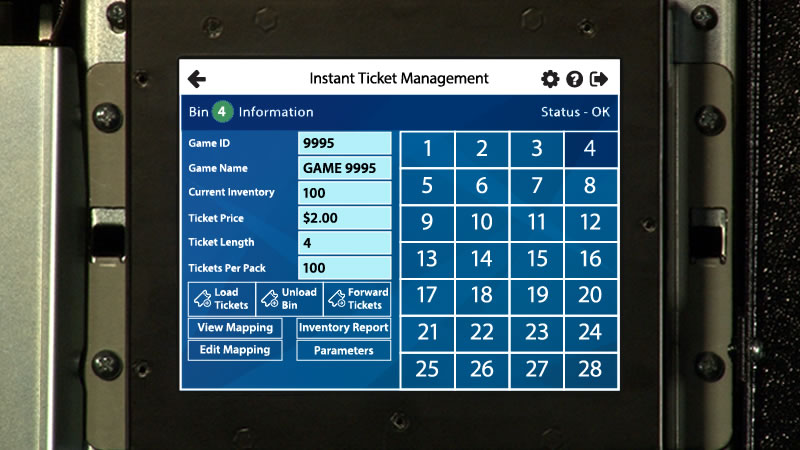 Instant Ticket Management
Bin 4 Information
Status - OK
Game ID 9995
Game Name GAME 9995
Current Inventory 100
Ticket Price $2.00
Ticket Length 4
Tickets Per Pack 100
Load Tickets
Unload Bin
Forward Tickets
View Mapping
Inventory Report
Edit Mapping
Parameters
1 2 3 4
5 6 7 8
9 10 11 12
13 14 15 16
17 18 19 20
21 22 23 24
25 26 27 28